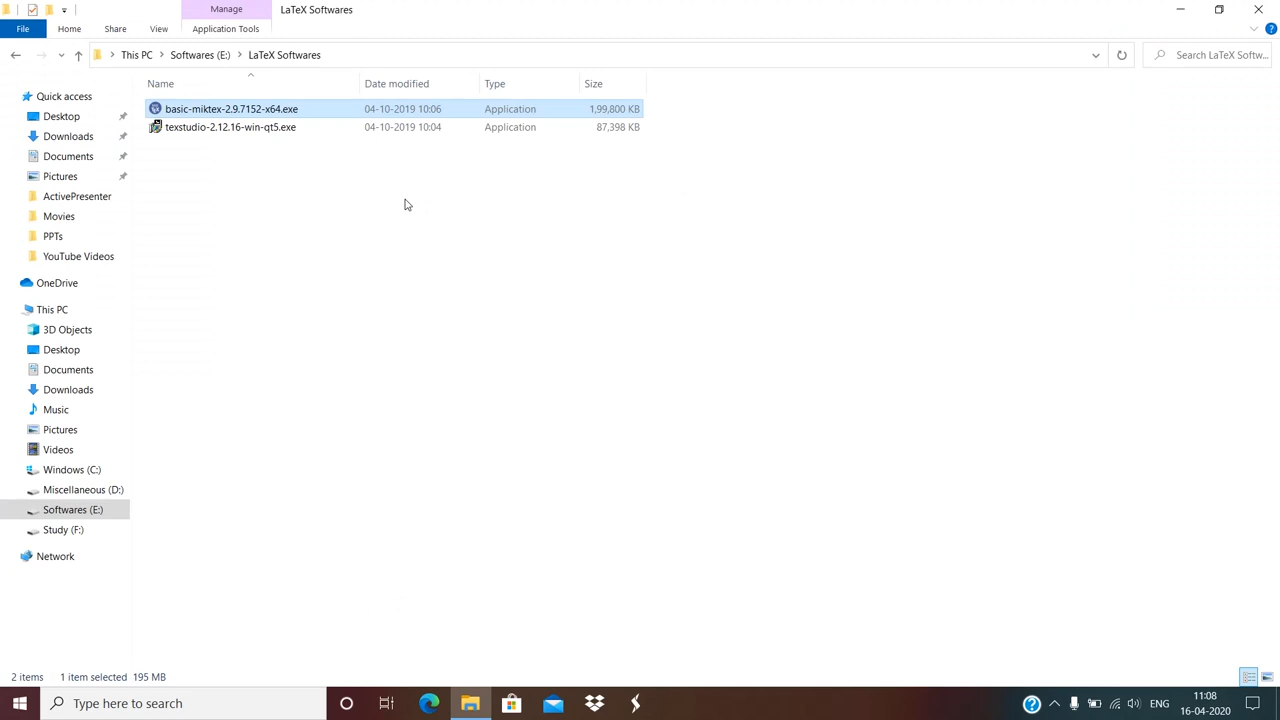 Manage
LaTeX Softwares
File
Home
Share
View
Application Tools
This PC
Softwares (E:)
LaTeX Softwares
Search LaTeX Softw...
Name
Date modified
Type
Size
basic-miktex-2.9.7152-x64.exe
04-10-2019 10:06
Application
1,99,800 KB
texstudio-2.12.16-win-qt5.exe
04-10-2019 10:04
Application
87,398 KB
Quick access
Desktop
Downloads
Documents
Pictures
ActivePresenter
Movies
PPTs
YouTube Videos
OneDrive
This PC
3D Objects
Desktop
Documents
Downloads
Music
Pictures
Videos
Windows (C:)
Miscellaneous (D:)
Softwares (E:)
Study (F:)
Network
2 items
1 item selected 195 MB
Type here to search
ENG
11:08
16-04-2020